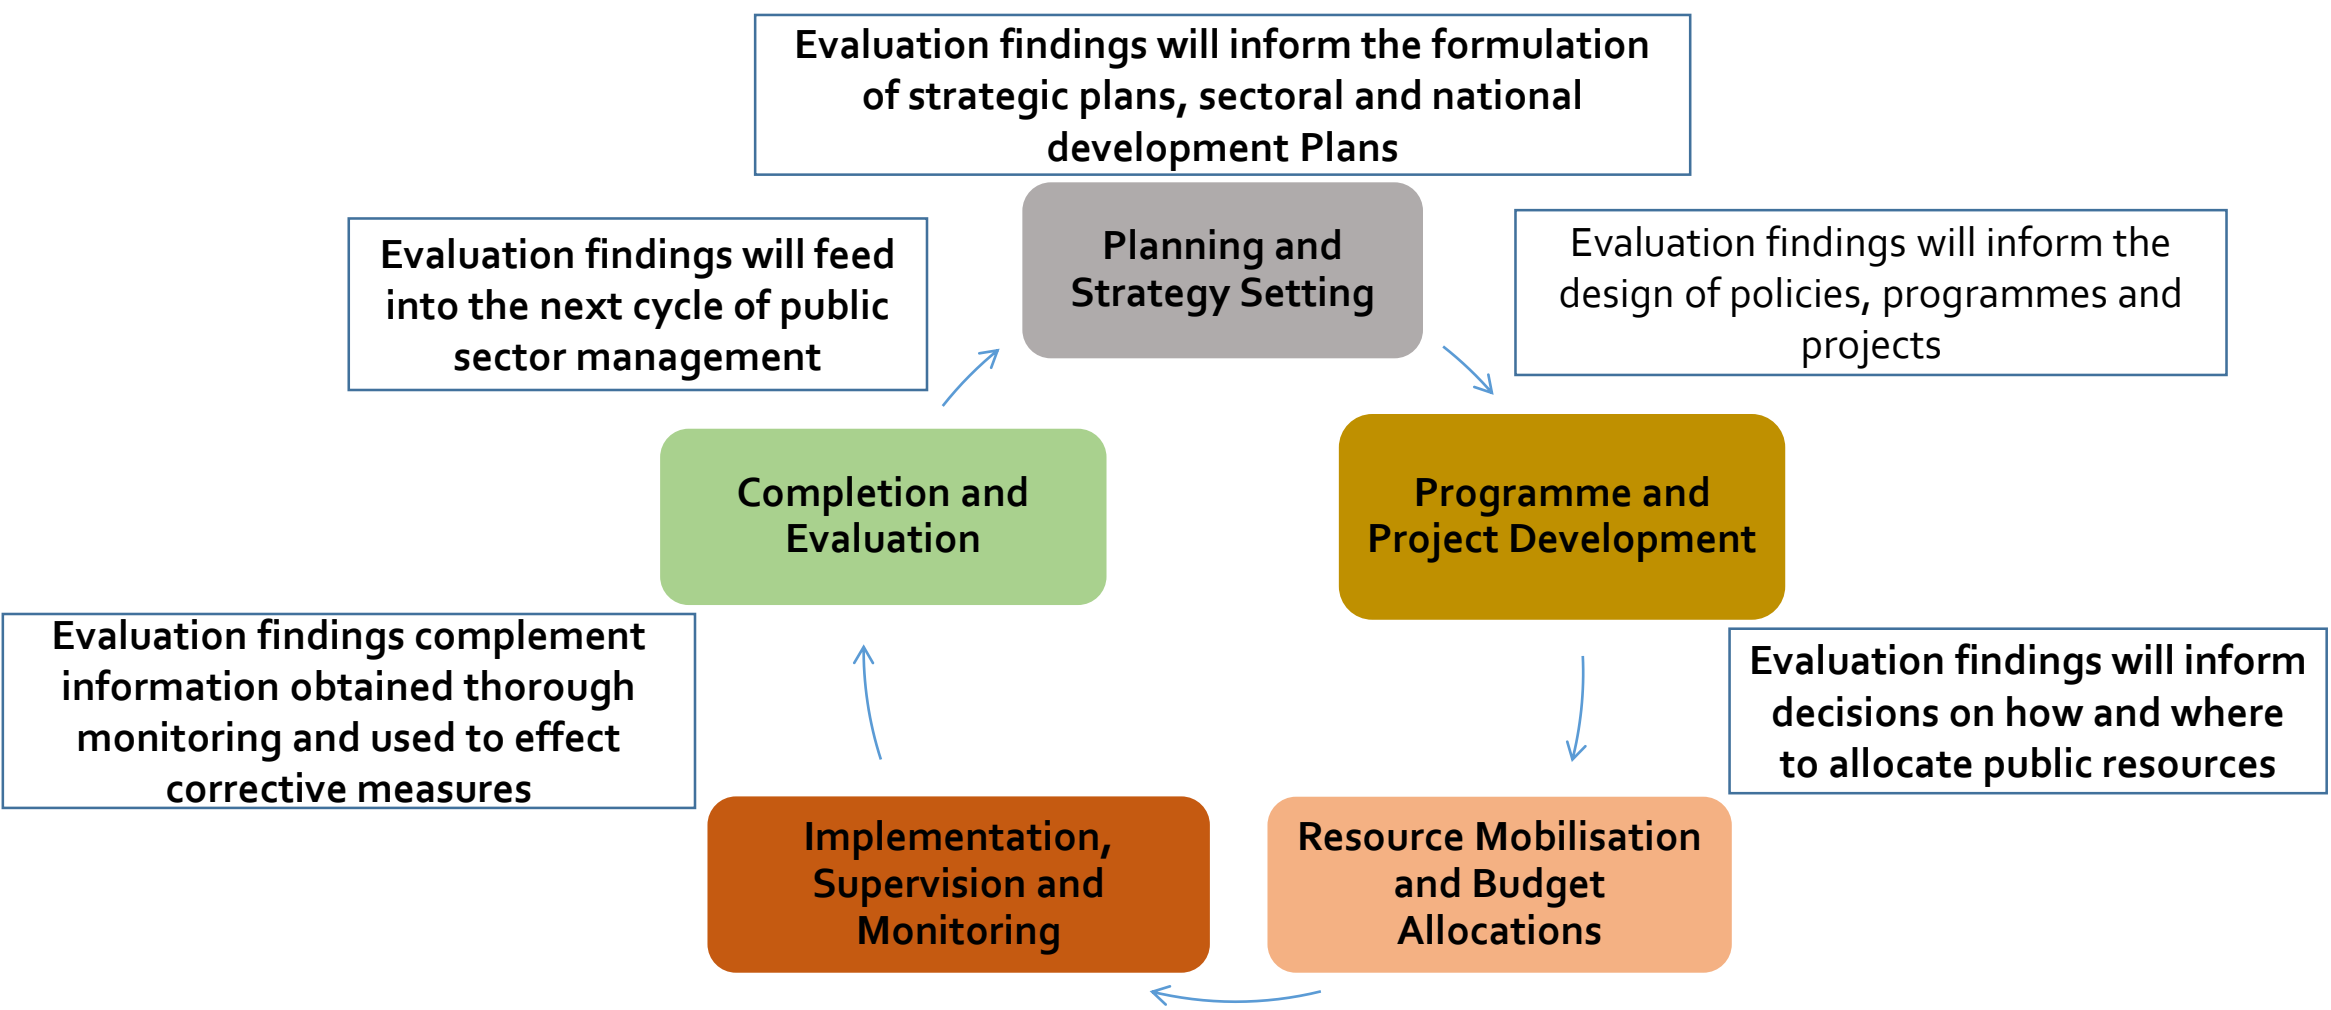 Evaluation findings will inform the formulation
of strategic plans, sectoral and national
development Plans
Planning and
Strategy Setting
Evaluation findings will inform the
design of policies, programmes and
projects
Evaluation findings will feed
into the next cycle of public
sector management
Completion and
Evaluation
Programme and
Project Development
Evaluation findings complement
information obtained thorough
monitoring and used to effect
corrective measures
Evaluation findings will inform
decisions on how and where
to allocate public resources
Implementation,
Supervision and
Monitoring
Resource Mobilisation
and Budget
Allocations